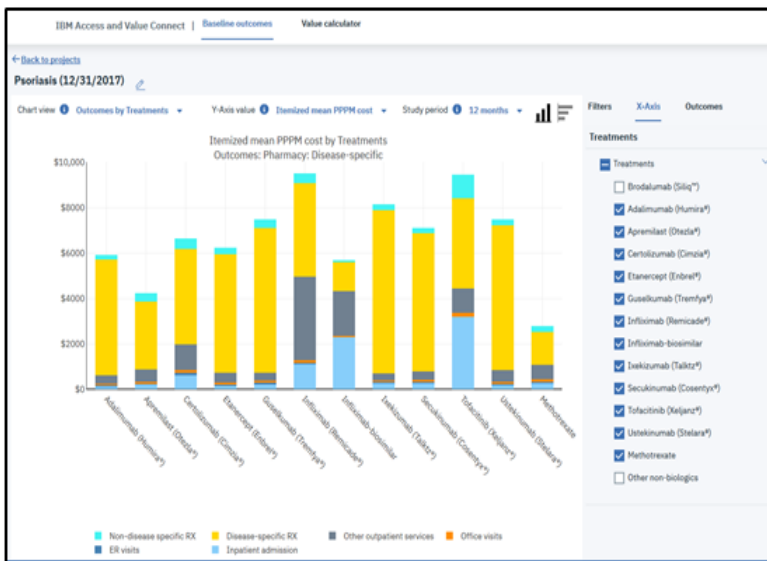 IBM Access and Value Connect | Baseline outcomes Value calculator
Back to projects
Psoriasis (12/31/2017)
Chart view Outcomes by Treatments Y-Axis value Itemized mean PPPM cost Study period 12 months
Filters X-Axis Outcomes
Itemized mean PPPM cost by Treatments
Outcomes: Pharmacy: Disease-specific
$10,000
$8000
$6000
$4000
$2000
$0
Adalimumab (Humira®)
Apremilast (Otezla®)
Certolizumab (Cimzia®)
Etanercept (Enbrel®)
Guselkumab (Tremfya®)
Infliximab (Remicade®)
Infliximab-biosimilar
Ixekizumab (Taltz®)
Secukinumab (Cosentyx®)
Tofacitinib (Xeljanz®)
Ustekinumab (Stelara®)
Methotrexate
Non-disease specific RX Disease-specific RX Other outpatient services Office visits
ER visits Inpatient admission
Treatments
Treatments
Brodalumab (Siliq™)
Adalimumab (Humira®)
Apremilast (Otezla®)
Certolizumab (Cimzia®)
Etanercept (Enbrel®)
Guselkumab (Tremfya®)
Infliximab (Remicade®)
Infliximab-biosimilar
Ixekizumab (Taltz®)
Secukinumab (Cosentyx®)
Tofacitinib (Xeljanz®)
Ustekinumab (Stelara®)
Methotrexate
Other non-biologics